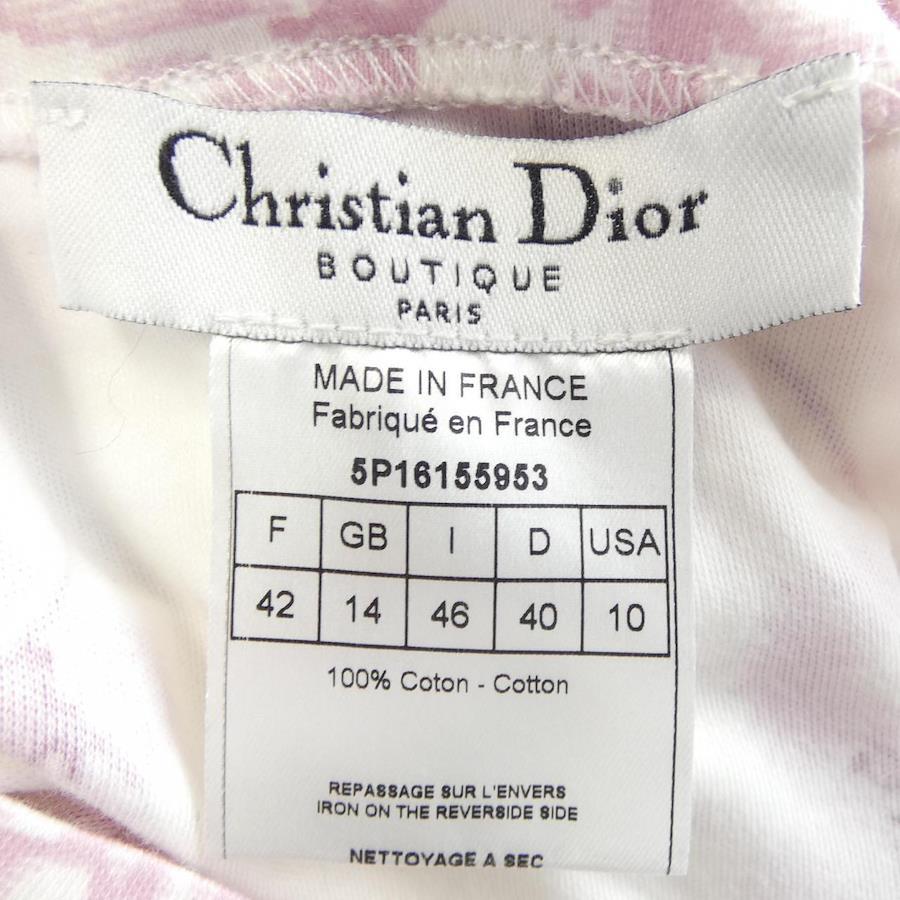 Christian Dior
BOUTIQUE
PARIS
MADE IN FRANCE
Fabriqué en France
5P16155953
F GB I D USA
42 14 46 40 10
100% Coton - Cotton
REPASSAGE SUR L'ENVERS
IRON ON THE REVERSIDE SIDE
NETTOYAGE A SEC